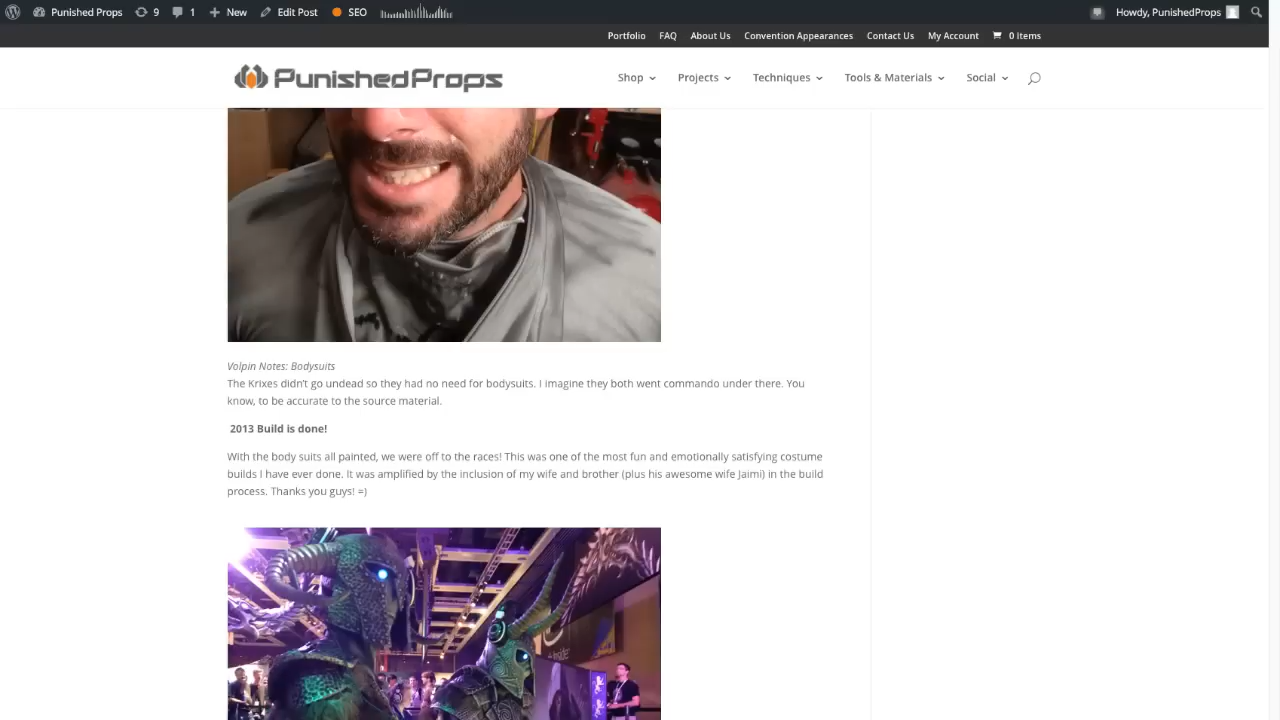 Punished Props 9 1 New Edit Post SEO Howdy, PunishedProps
Portfolio FAQ About Us Convention Appearances Contact Us My Account 0 items
PunishedProps Shop Projects Techniques Tools & Materials Social
Volpin Notes: Bodysuits
The Krixes didn't go undead so they had no need for bodysuits. I imagine they both went commando under there. You
know, to be accurate to the source material.
2013 Build is done!
With the body suits all painted, we were off to the races! This was one of the most fun and emotionally satisfying costume
builds I have ever done. It was amplified by the inclusion of my wife and brother (plus his awesome wife Jaimi) in the build
process. Thanks you guys! =)